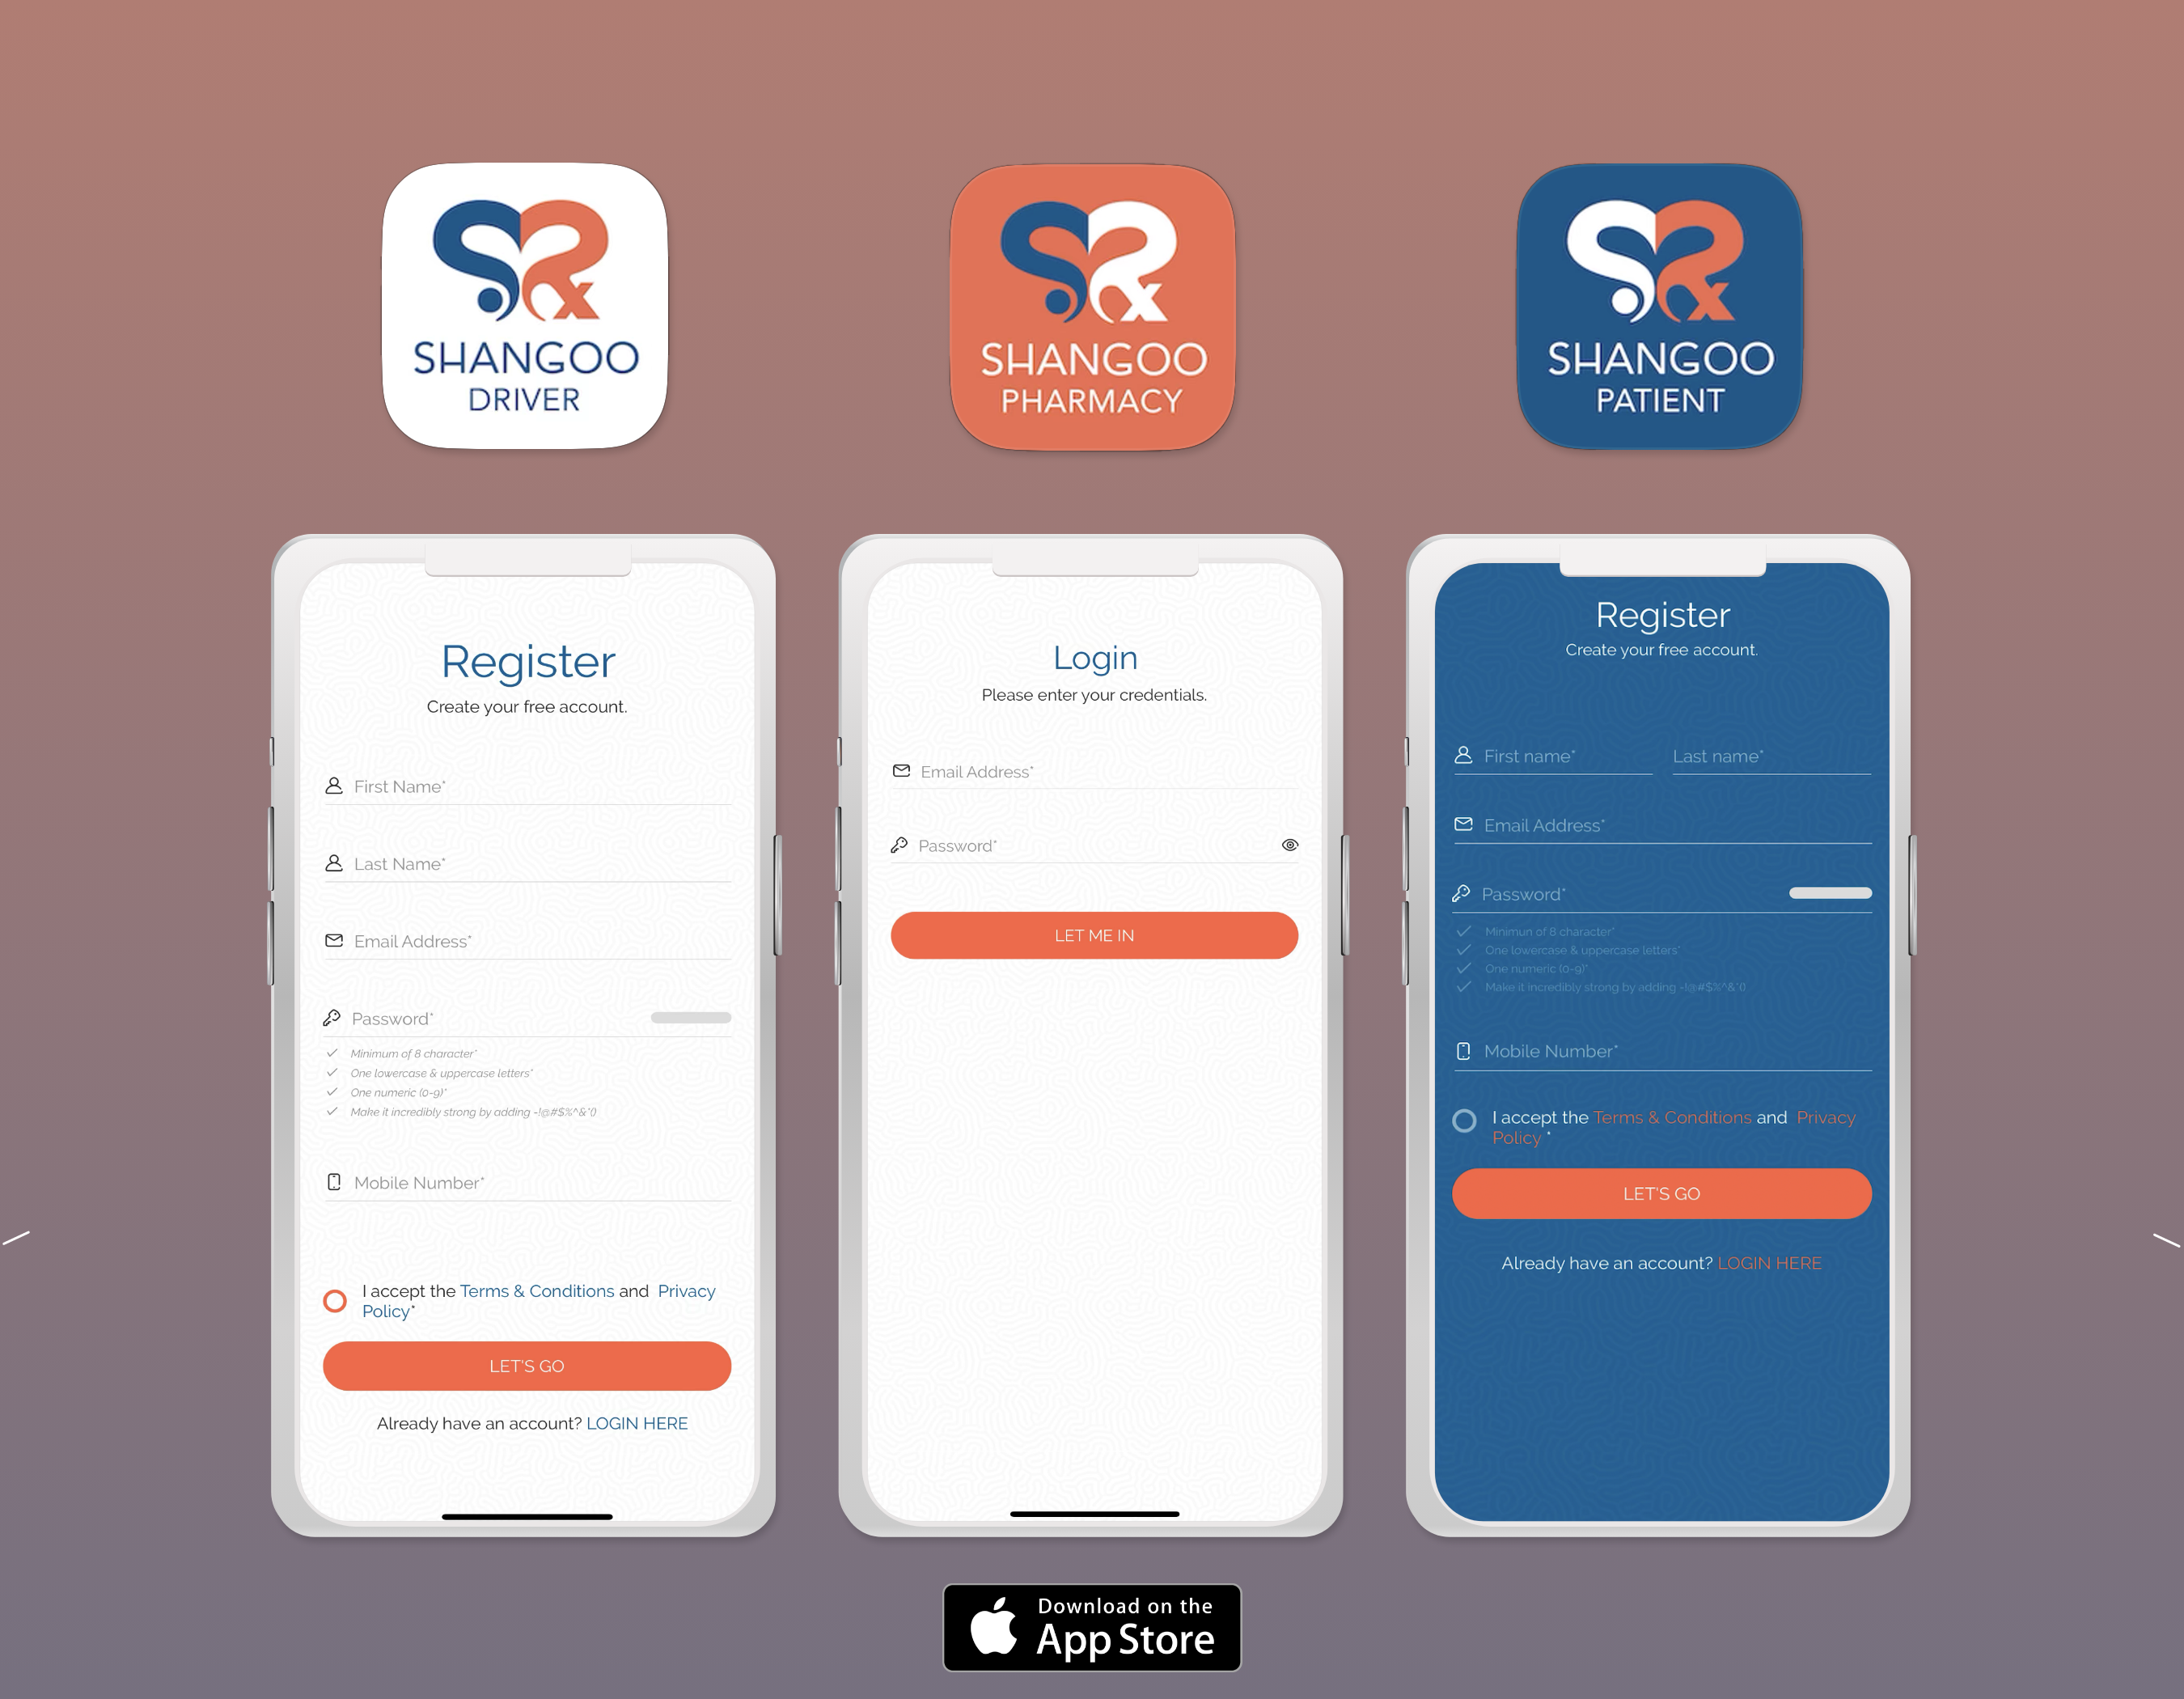 SHANGOO
DRIVER
SHANGOO
PHARMACY
SHANGOO
PATIENT
Register
Create your free account.
First Name*
Last Name*
Email Address*
Password*
Minimum of 8 character*
One lowercase & uppercase letters*
One numeric (0-9)*
Make it incredibly strong by adding ~!@#$%^&*()
Mobile Number*
I accept the Terms & Conditions and Privacy
Policy*
LET'S GO
Already have an account? LOGIN HERE
Login
Please enter your credentials.
Email Address*
Password*
LET ME IN
Register
Create your free account.
First name*
Last name*
Email Address*
Password*
Minimun of 8 character*
One lowercase & uppercase letters*
One numeric (0-9)*
Make it incredibly strong by adding ~!@#$%^&*()
Mobile Number*
I accept the Terms & Conditions and Privacy
Policy *
LET'S GO
Already have an account? LOGIN HERE
Download on the
App Store